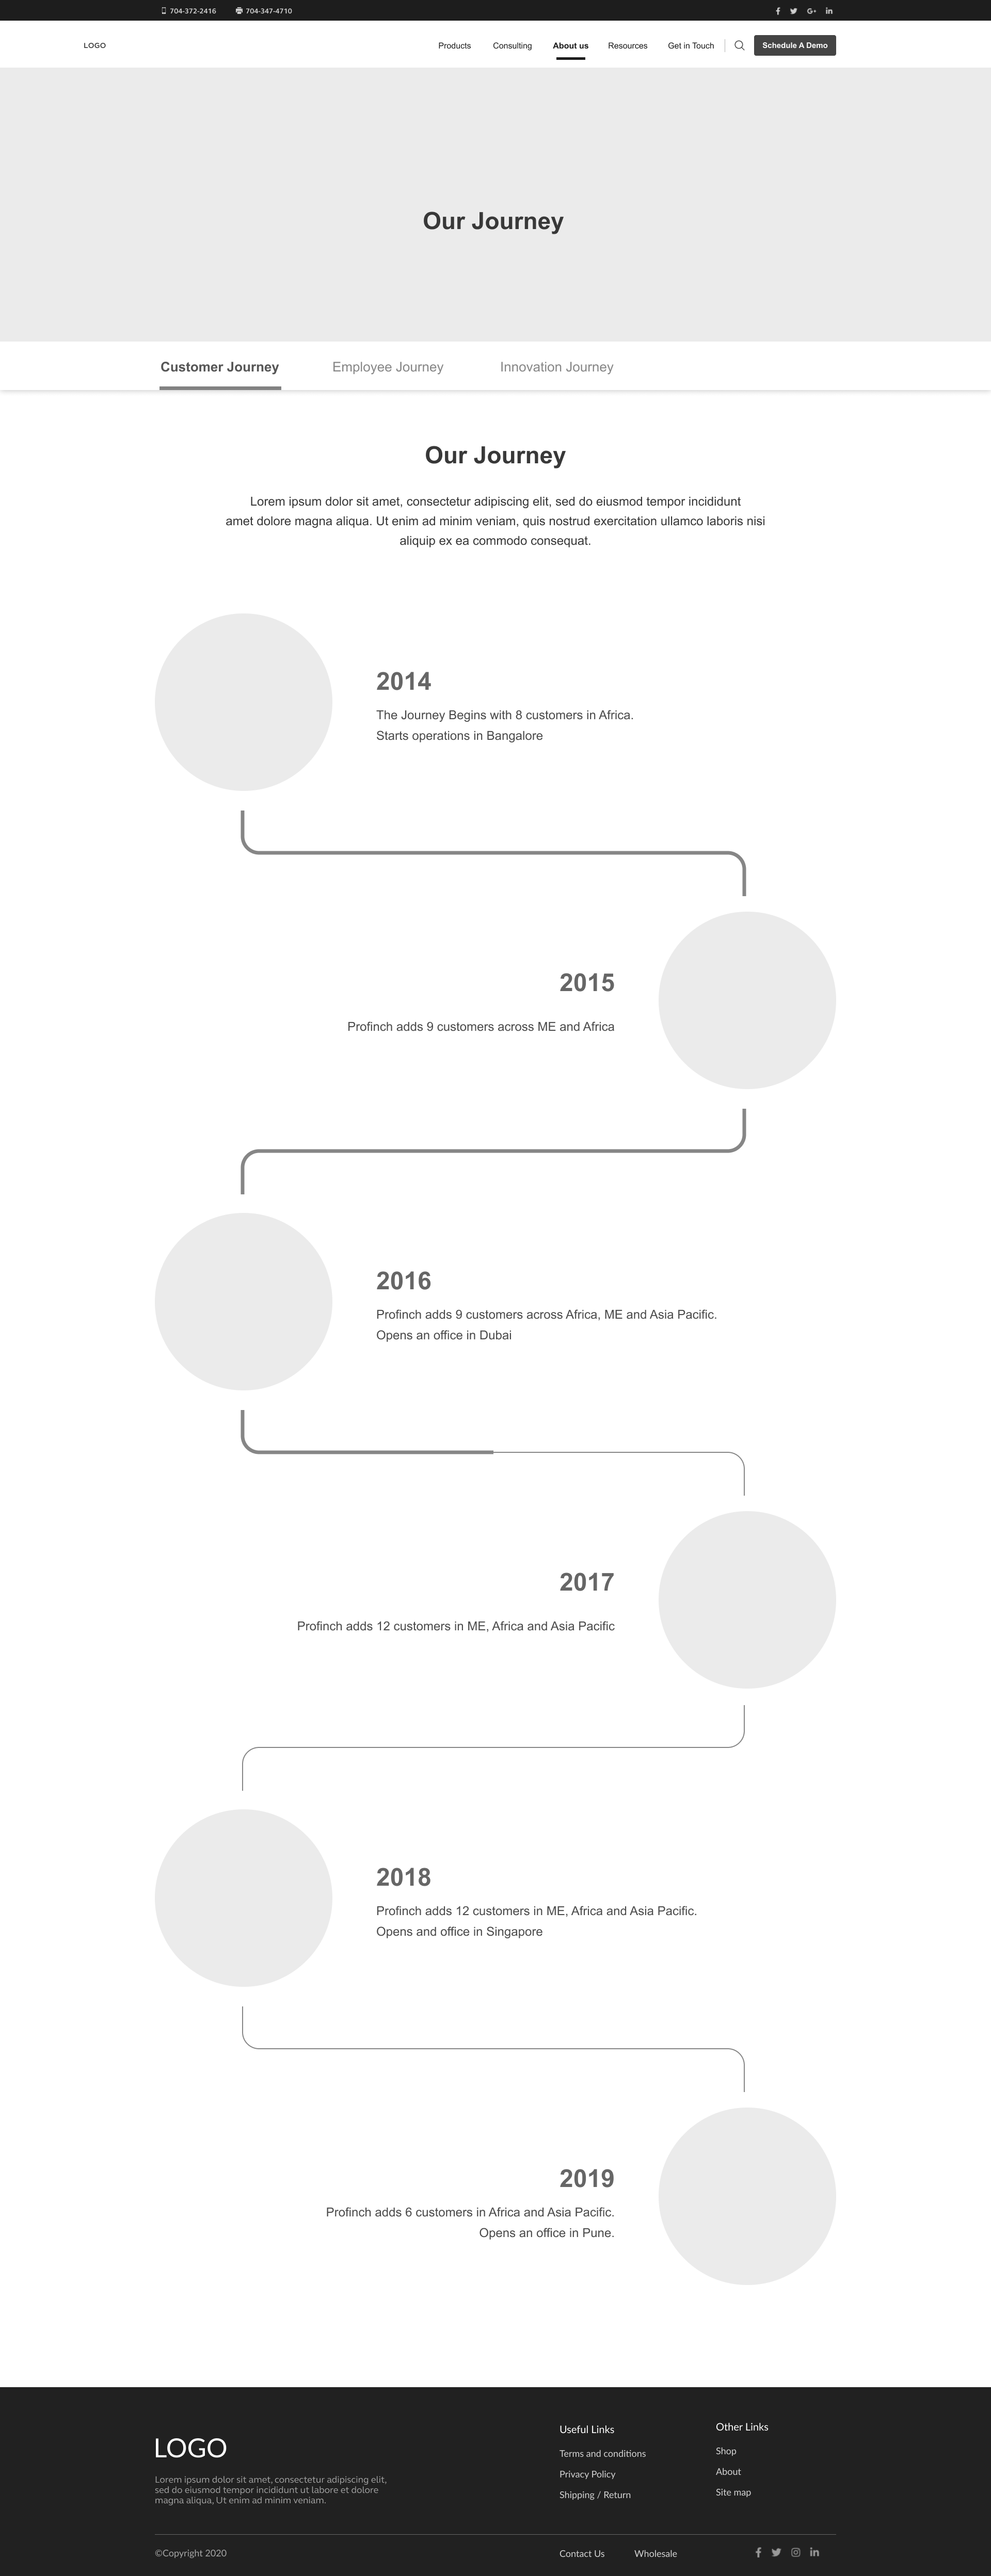 704-372-2416 704-347-4710
LOGO Products Consulting About us Resources Get in Touch Schedule A Demo
Our Journey
Customer Journey Employee Journey Innovation Journey
Our Journey
Lorem ipsum dolor sit amet, consectetur adipiscing elit, sed do eiusmod tempor incididunt
amet dolore magna aliqua. Ut enim ad minim veniam, quis nostrud exercitation ullamco laboris nisi
aliquip ex ea commodo consequat.
2014
The Journey Begins with 8 customers in Africa.
Starts operations in Bangalore
2015
Profinch adds 9 customers across ME and Africa
2016
Profinch adds 9 customers across Africa, ME and Asia Pacific.
Opens an office in Dubai
2017
Profinch adds 12 customers in ME, Africa and Asia Pacific
2018
Profinch adds 12 customers in ME, Africa and Asia Pacific.
Opens and office in Singapore
2019
Profinch adds 6 customers in Africa and Asia Pacific.
Opens an office in Pune.
LOGO
Lorem ipsum dolor sit amet, consectetur adipiscing elit,
sed do eiusmod tempor incididunt ut labore et dolore
magna aliqua, Ut enim ad minim veniam.
Useful Links
Terms and conditions
Privacy Policy
Shipping / Return
Other Links
Shop
About
Site map
©Copyright 2020 Contact Us Wholesale